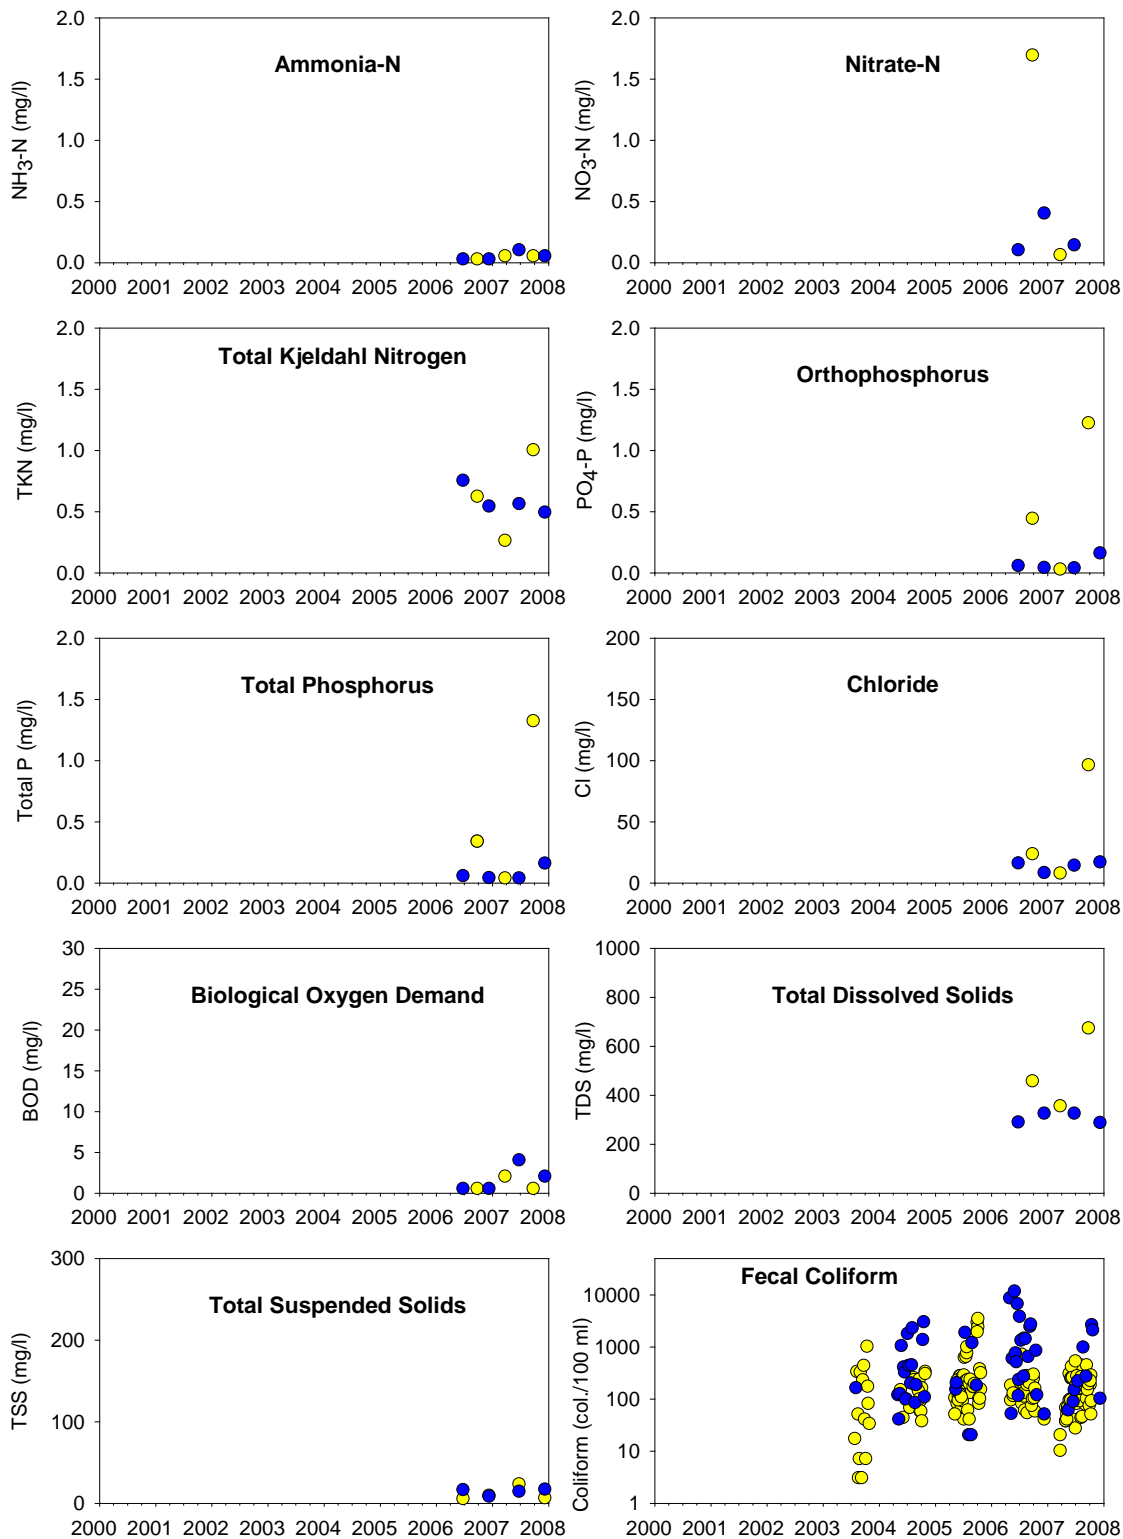 2.0
1.5
1.0
0.5
0.0
NH3-N (mg/l)
Ammonia-N
2000 2001 2002 2003 2004 2005 2006 2007 2008
2.0
1.5
1.0
0.5
0.0
NO3-N (mg/l)
Nitrate-N
2000 2001 2002 2003 2004 2005 2006 2007 2008
2.0
1.5
1.0
0.5
0.0
TKN (mg/l)
Total Kjeldahl Nitrogen
2000 2001 2002 2003 2004 2005 2006 2007 2008
2.0
1.5
1.0
0.5
0.0
PO4-P (mg/l)
Orthophosphorus
2000 2001 2002 2003 2004 2005 2006 2007 2008
2.0
1.5
1.0
0.5
0.0
Total P (mg/l)
Total Phosphorus
2000 2001 2002 2003 2004 2005 2006 2007 2008
200
150
100
50
0
Cl (mg/l)
Chloride
2000 2001 2002 2003 2004 2005 2006 2007 2008
30
25
20
15
10
5
0
BOD (mg/l)
Biological Oxygen Demand
2000 2001 2002 2003 2004 2005 2006 2007 2008
1000
800
600
400
200
0
TDS (mg/l)
Total Dissolved Solids
2000 2001 2002 2003 2004 2005 2006 2007 2008
300
200
100
0
TSS (mg/l)
Total Suspended Solids
2000 2001 2002 2003 2004 2005 2006 2007 2008
10000
1000
100
10
1
Coliform (col./100 ml)
Fecal Coliform
2000 2001 2002 2003 2004 2005 2006 2007 2008